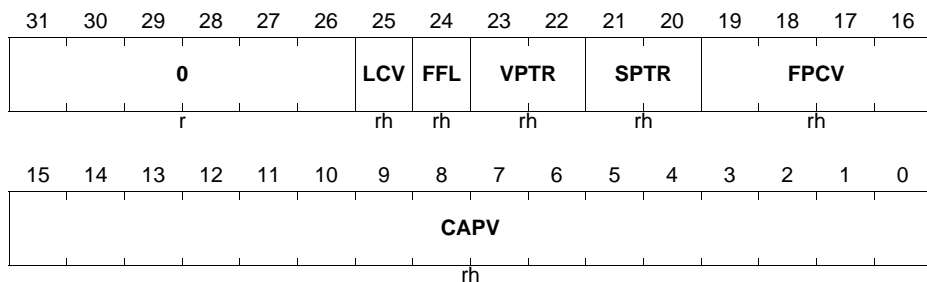 31 30 29 28 27 26 25 24 23 22 21 20 19 18 17 16
0 LCV FFL VPTR SPTR FPCV
r rh rh rh rh rh
15 14 13 12 11 10 9 8 7 6 5 4 3 2 1 0
CAPV
rh